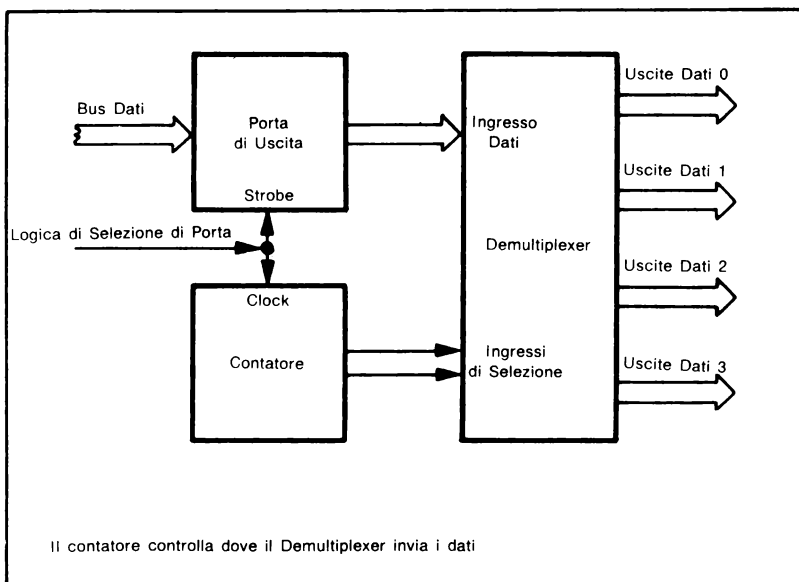 Bus Dati
Porta
di Uscita
Strobe
Logica di Selezione di Porta
Clock
Contatore
Ingresso
Dati
Demultiplexer
Ingressi
di Selezione
Uscite Dati 0
Uscite Dati 1
Uscite Dati 2
Uscite Dati 3
Il contatore controlla dove il Demultiplexer invia i dati